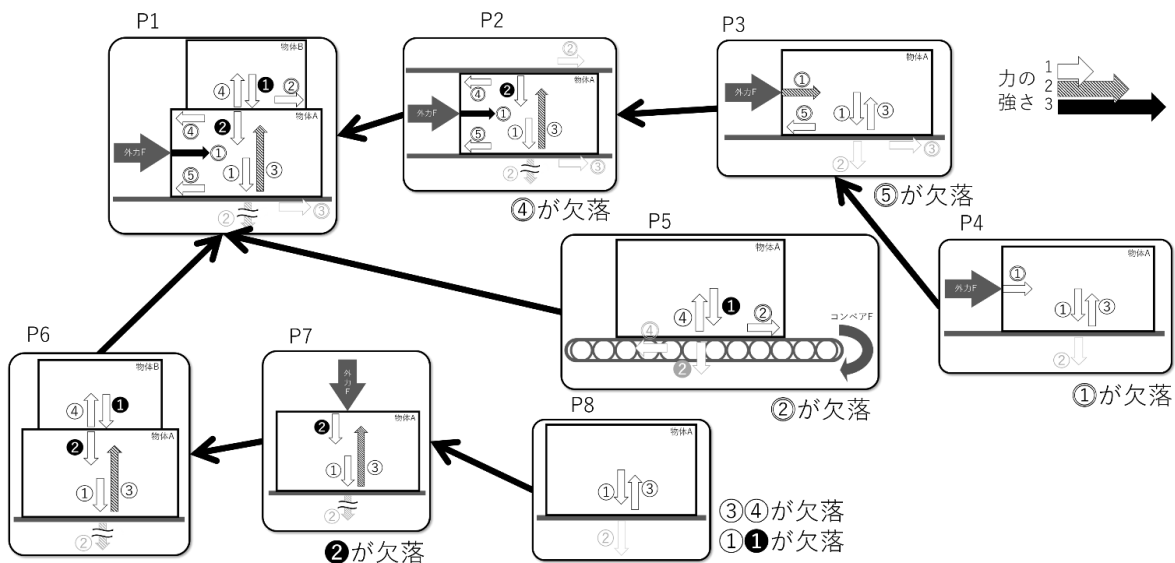 P1
物体B
④
❶
②
物体A
④
❷
外力F
①
①
③
⑤
②
③
P2
②
物体A
④
❷
①
⑤
①
③
②
③
④が欠落
P3
物体A
外力F
①
①
③
⑤
②
③
⑤が欠落
力の
強さ
1
2
3
P4
物体A
外力F
①
①
③
②
①が欠落
P5
物体A
④
❶
②
④
❷
コンベアF
②が欠落
P6
物体B
④
❶
物体A
❷
①
③
②
P7
外力F
物体A
❷
①
③
②
❷が欠落
P8
物体A
①
③
②
③④が欠落
①❶が欠落